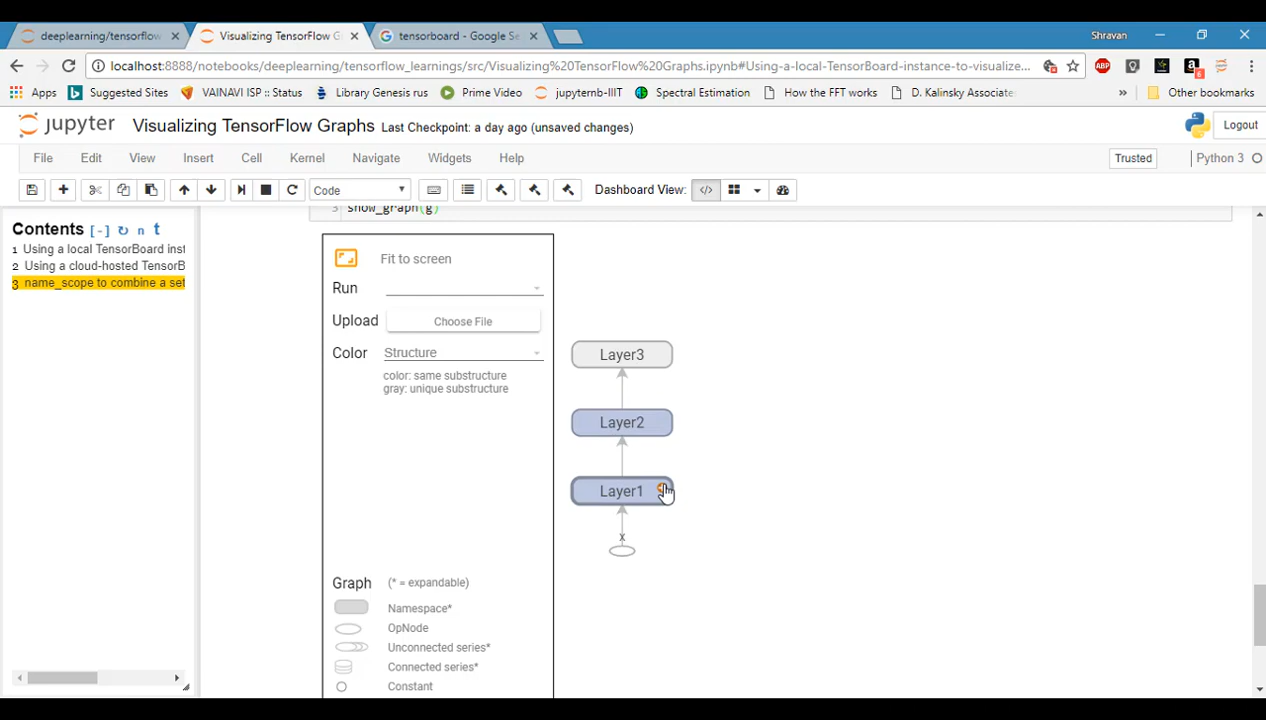 deeplearning/tensorflow
Visualizing TensorFlow G
tensorboard - Google Se
Shravan
localhost:8888/notebooks/deeplearning/tensorflow_learnings/src/Visualizing%20TensorFlow%20Graphs.ipynb#Using-a-local-TensorBoard-instance-to-visualize...
ABP
6
Apps
Suggested Sites
VAINAVI ISP :: Status
Library Genesis rus
Prime Video
jupyternb-IIIT
Spectral Estimation
How the FFT works
D. Kalinsky Associates
»
Other bookmarks
jupyter
Visualizing TensorFlow Graphs
Last Checkpoint: a day ago (unsaved changes)
Logout
File
Edit
View
Insert
Cell
Kernel
Navigate
Widgets
Help
Trusted
Python 3
Code
Dashboard View:
Contents [-] ↻ n t
1 Using a local TensorBoard inst
2 Using a cloud-hosted TensorB
3 name_scope to combine a set
3 show_graph(g)
Fit to screen
Run
Upload
Choose File
Color
Structure
color: same substructure
gray: unique substructure
Graph
(* = expandable)
Namespace*
OpNode
Unconnected series*
Connected series*
Constant
Layer3
Layer2
Layer1
x